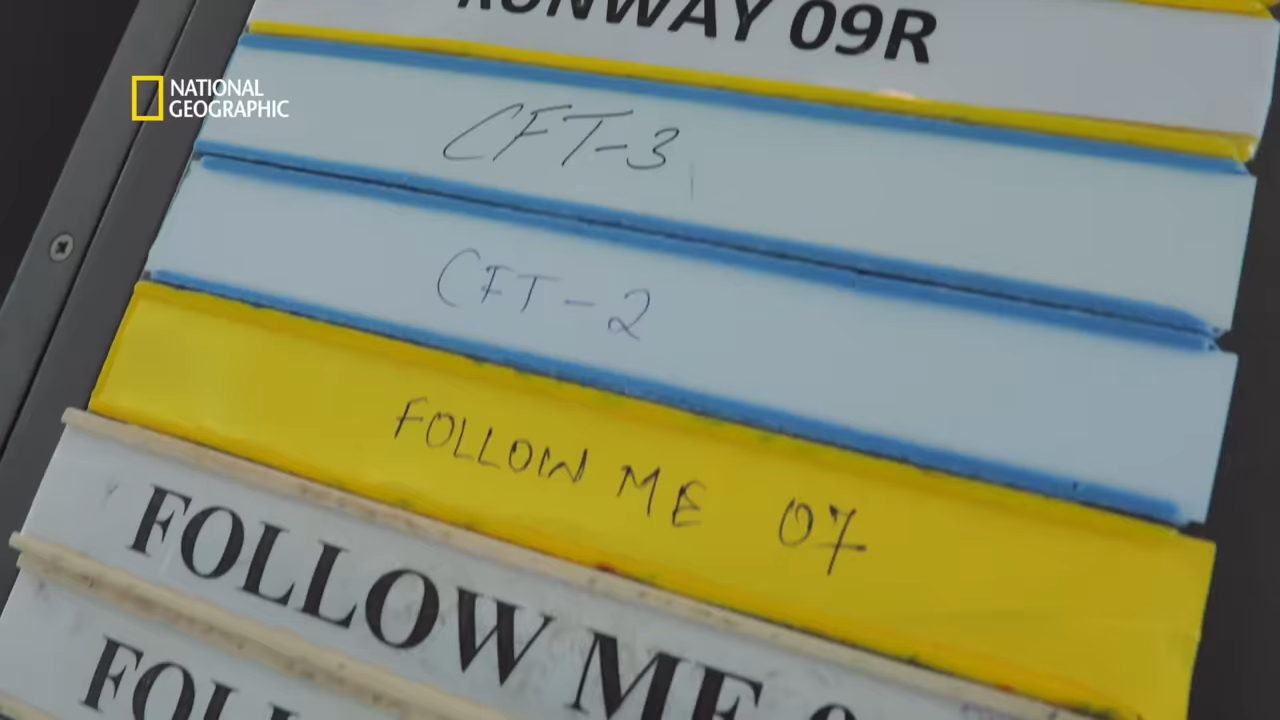 RUNWAY 09R
NATIONAL
GEOGRAPHIC
CFT-3
CFT-2
FOLLOW ME 07
FOLLOW ME